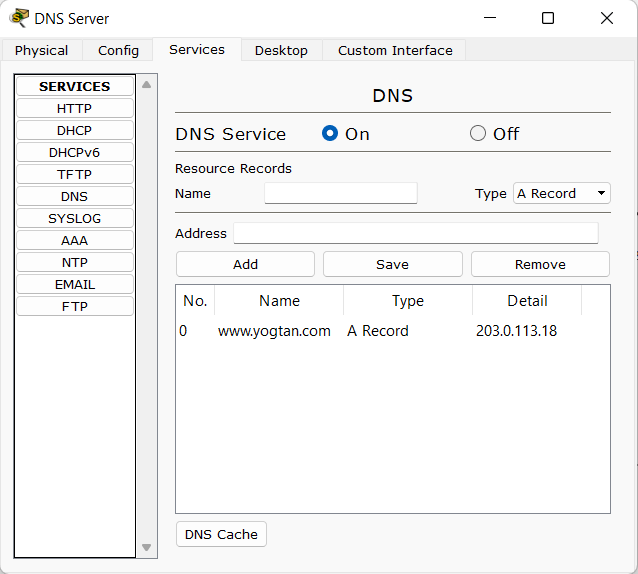 DNS Server
Physical Config Services Desktop Custom Interface
SERVICES
HTTP
DHCP
DHCPv6
TFTP
DNS
SYSLOG
AAA
NTP
EMAIL
FTP
DNS
DNS Service On Off
Resource Records
Name Type A Record
Address
Add Save Remove
No. Name Type Detail
0 www.yogtan.com A Record 203.0.113.18
DNS Cache